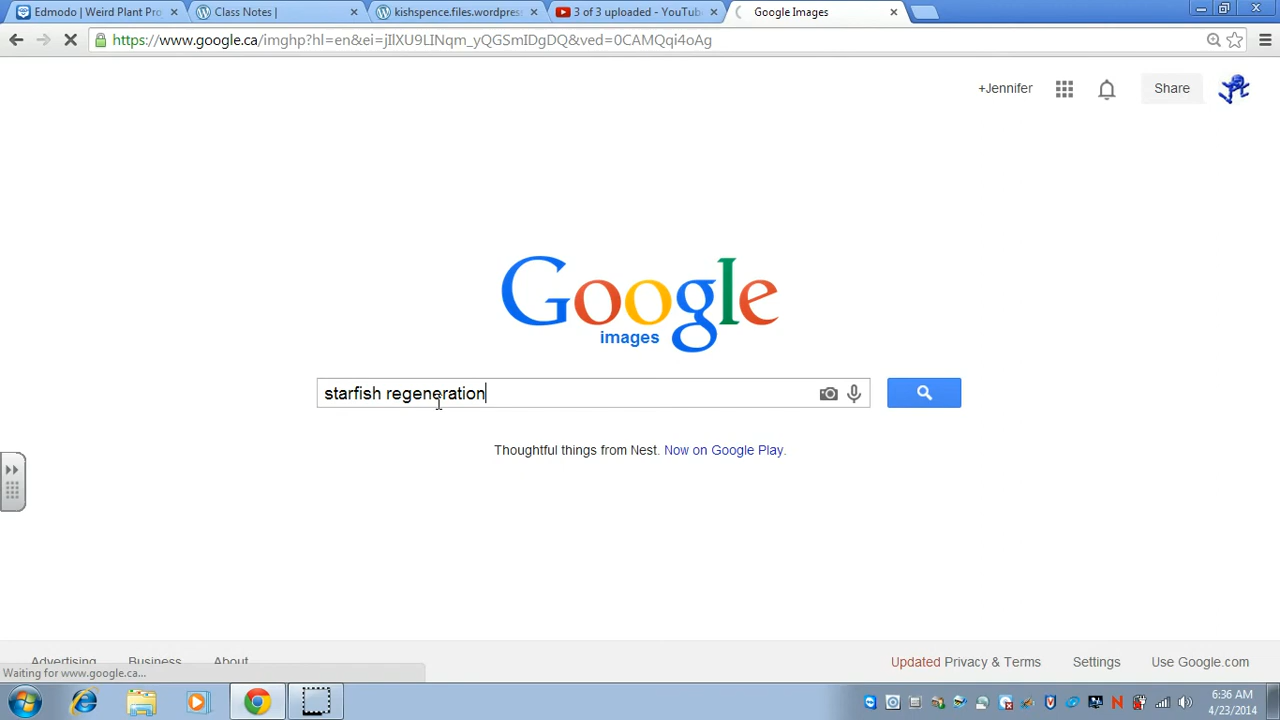 Edmodo | Weird Plant Pro
Class Notes |
kishspence.files.wordpres
3 of 3 uploaded - YouTub
Google Images
https://www.google.ca/imghp?hl=en&ei=jIlXU9LINqm_yQGSmIDgDQ&ved=0CAMQqi4oAg
+Jennifer
Share
Google
images
starfish regeneration
Thoughtful things from Nest. Now on Google Play.
Advertising Business About
Updated Privacy & Terms Settings Use Google.com
Waiting for www.google.ca...
6:36 AM
4/23/2014